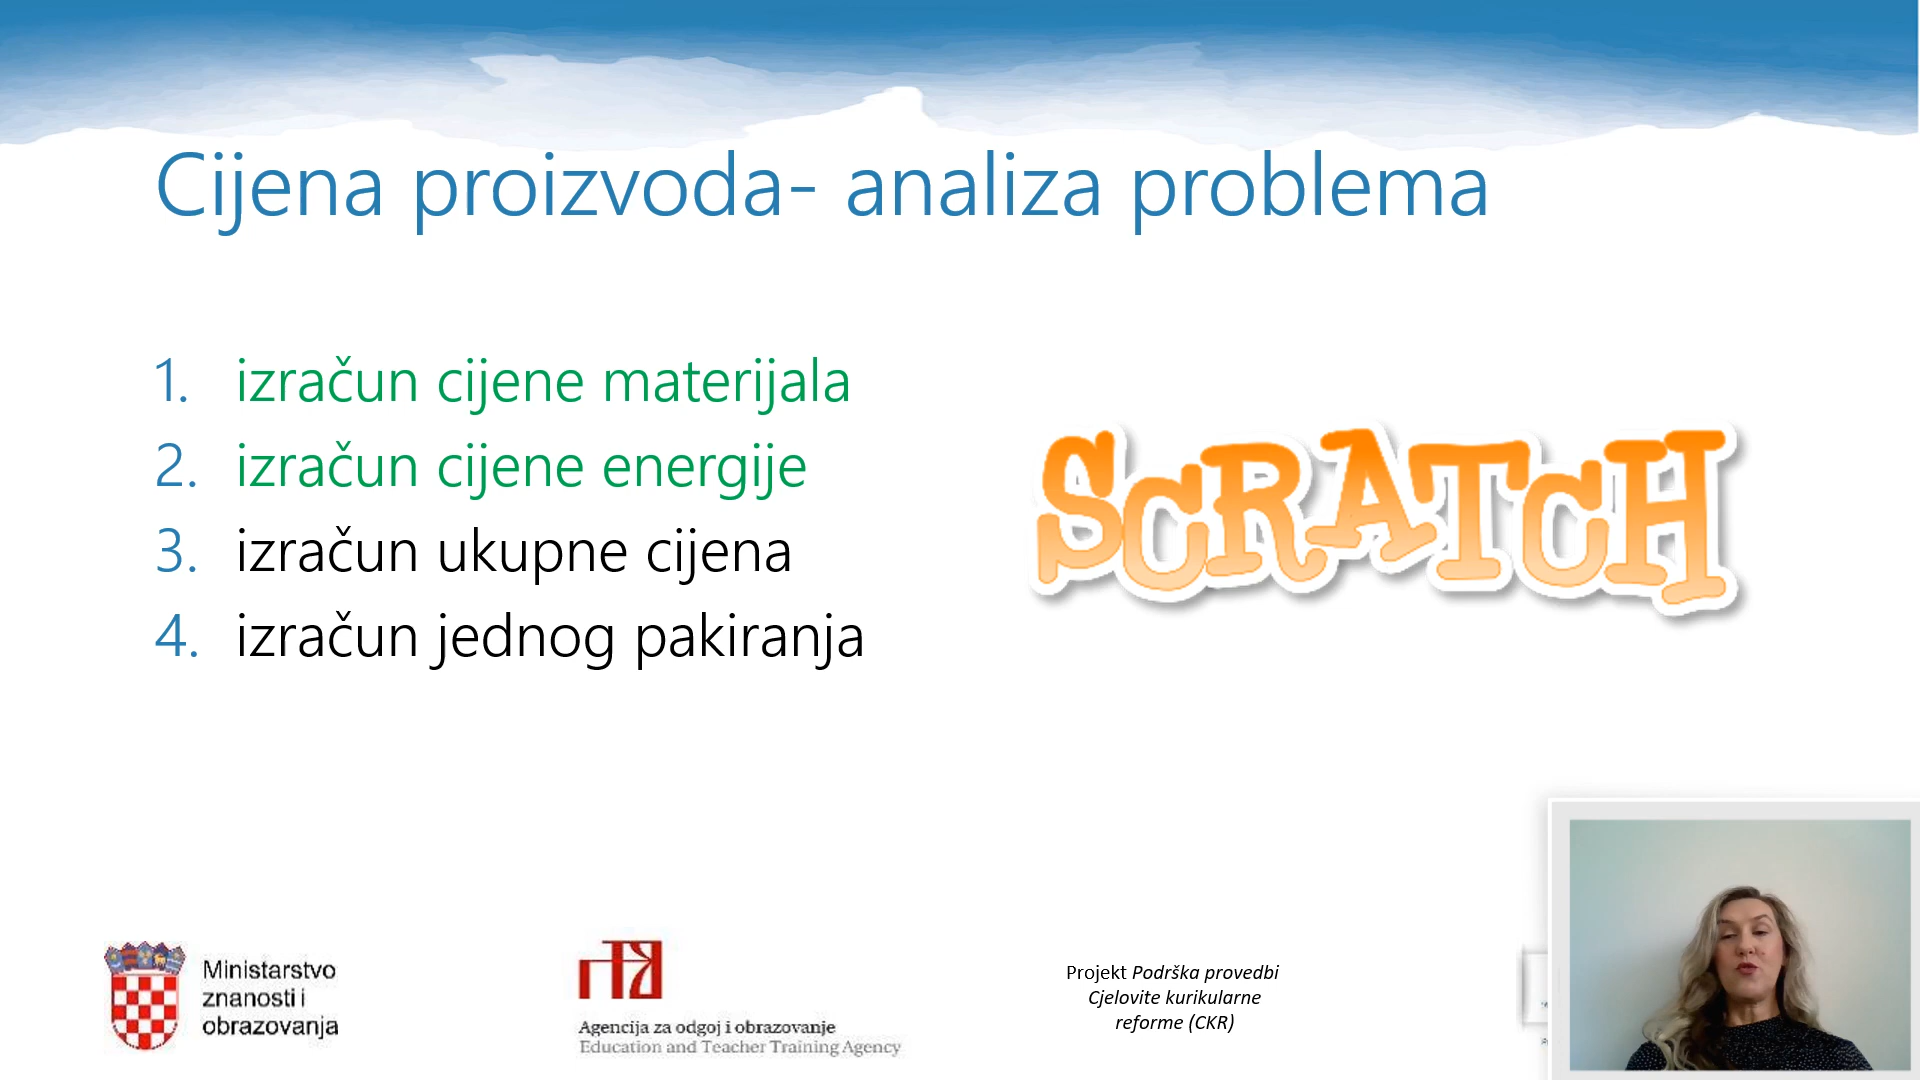 Cijena proizvoda- analiza problema
1. izračun cijene materijala
2. izračun cijene energije
3. izračun ukupne cijena
4. izračun jednog pakiranja
SCRATCH
Ministarstvo
znanosti i
obrazovanja
Agencija za odgoj i obrazovanje
Education and Teacher Training Agency
Projekt Podrška provedbi
Cjelovite kurikularne
reforme (CKR)